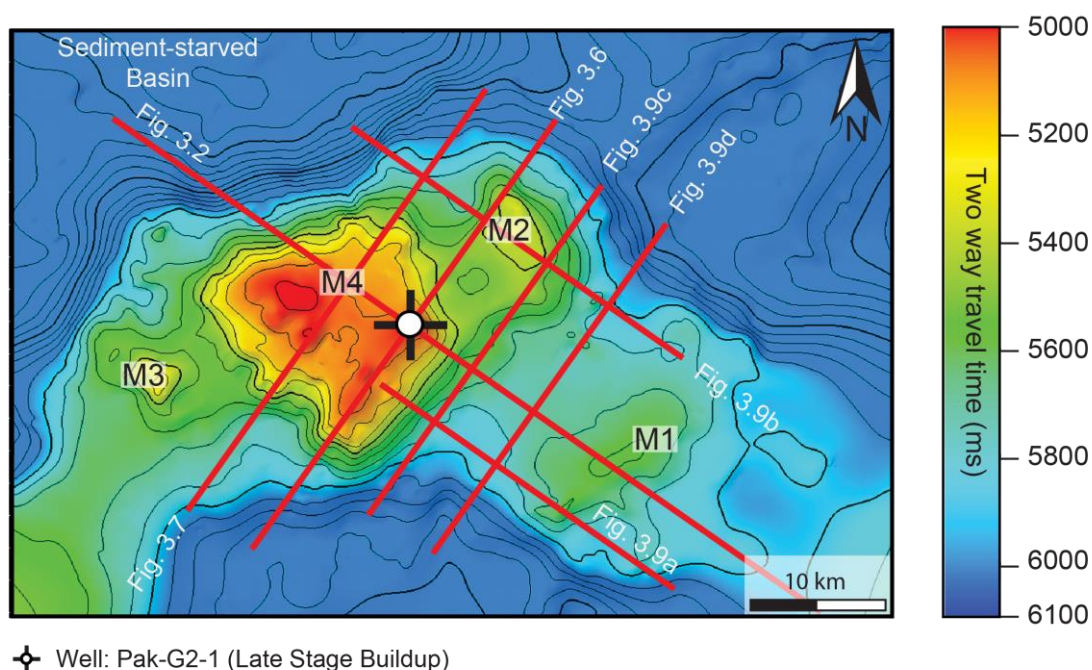 Sediment-starved
Basin
Fig. 3.2
Fig. 3.6
Fig. 3.9c
Fig. 3.9d
N
M2
M4
M3
M1
Fig. 3.9b
Fig. 3.9a
Fig. 3.7
10 km
5000
5200
5400
5600
5800
6000
6100
Two way travel time (ms)
Well: Pak-G2-1 (Late Stage Buildup)